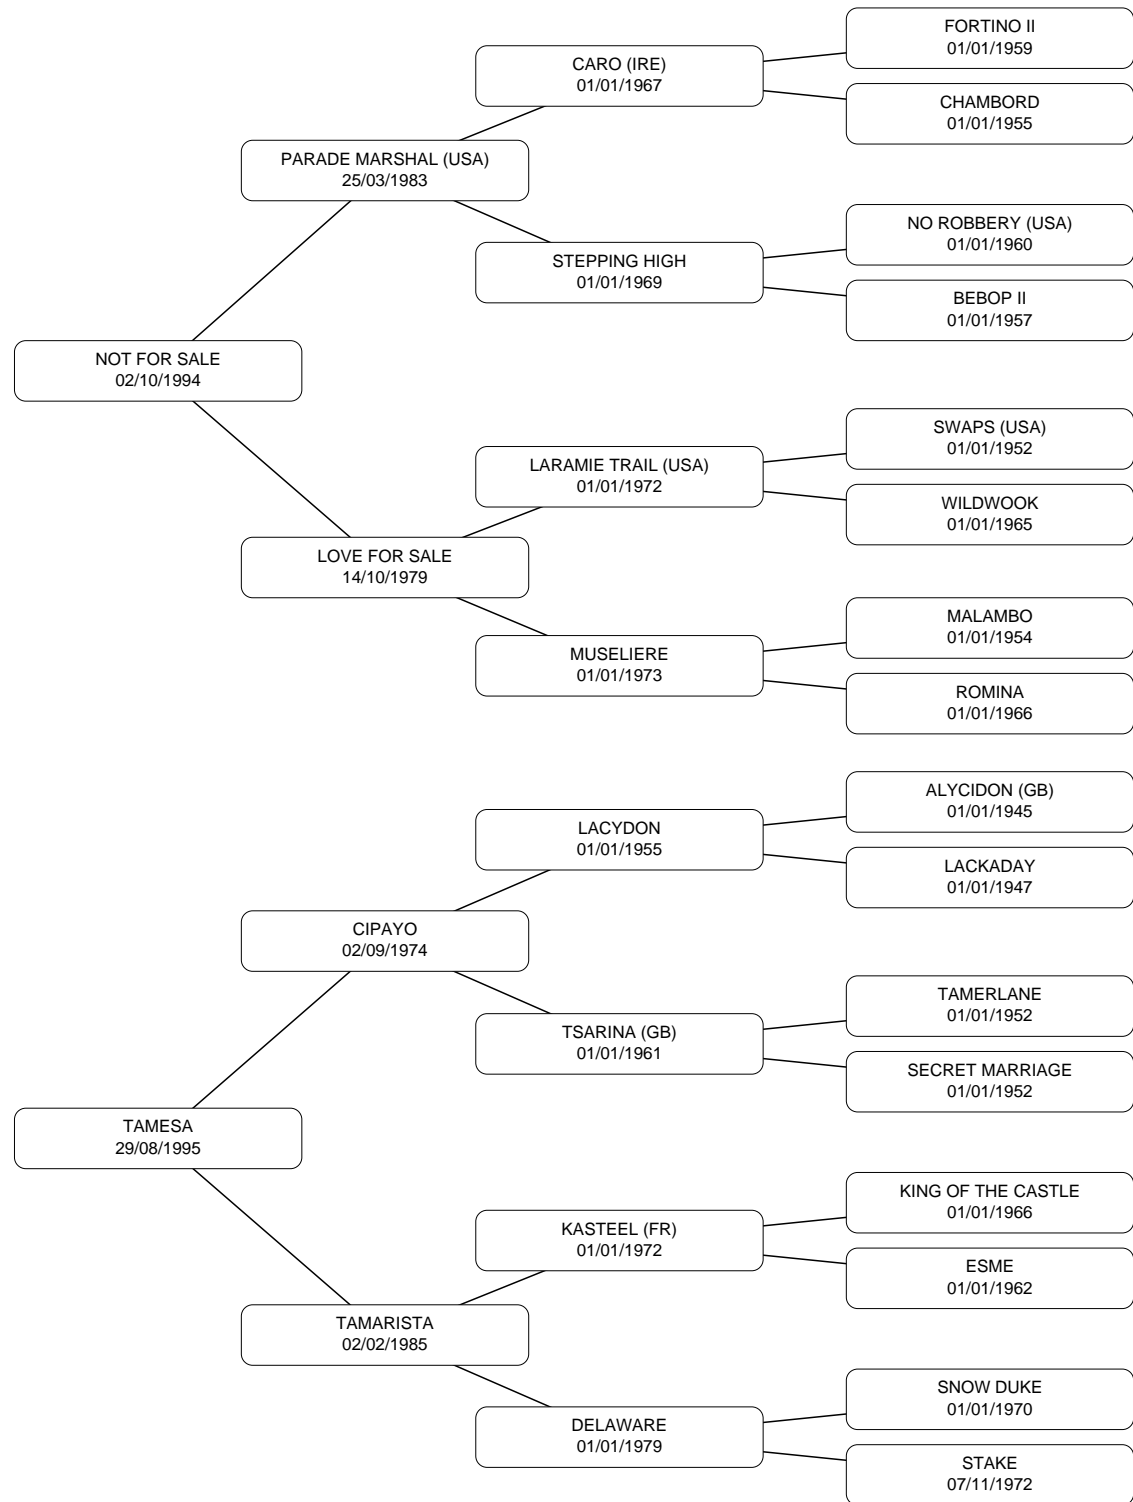 FORTINO II
01/01/1959
CARO (IRE)
01/01/1967
CHAMBORD
01/01/1955
PARADE MARSHAL (USA)
25/03/1983
NO ROBBERY (USA)
01/01/1960
STEPPING HIGH
01/01/1969
BEBOP II
01/01/1957
NOT FOR SALE
02/10/1994
SWAPS (USA)
01/01/1952
LARAMIE TRAIL (USA)
01/01/1972
WILDWOOK
01/01/1965
LOVE FOR SALE
14/10/1979
MALAMBO
01/01/1954
MUSELIERE
01/01/1973
ROMINA
01/01/1966
ALYCIDON (GB)
01/01/1945
LACYDON
01/01/1955
LACKADAY
01/01/1947
CIPAYO
02/09/1974
TAMERLANE
01/01/1952
TSARINA (GB)
01/01/1961
SECRET MARRIAGE
01/01/1952
TAMESA
29/08/1995
KING OF THE CASTLE
01/01/1966
KASTEEL (FR)
01/01/1972
ESME
01/01/1962
TAMARISTA
02/02/1985
SNOW DUKE
01/01/1970
DELAWARE
01/01/1979
STAKE
07/11/1972